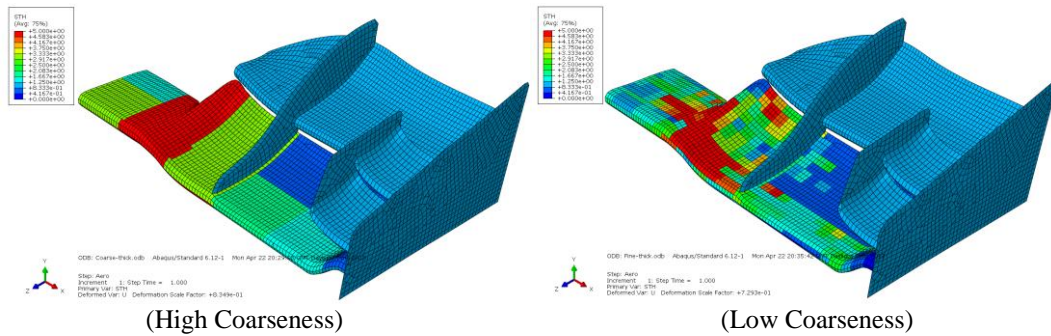 STH
(Avg: 75%)
+5.000e+00
+4.583e+00
+4.167e+00
+3.750e+00
+3.333e+00
+2.917e+00
+2.500e+00
+2.083e+00
+1.667e+00
+1.250e+00
+8.333e-01
+4.167e-01
+0.000e+00
ODB: Coarse-thick.odb Abaqus/Standard 6.12-1 Mon Apr 22 20:2
Y
Z
X
Step: Aero
Increment 1: Step Time = 1.000
Primary Var: STH
Deformed Var: U Deformation Scale Factor: +6.349e-01
(High Coarseness)
STH
(Avg: 75%)
+5.000e+00
+4.583e+00
+4.167e+00
+3.750e+00
+3.333e+00
+2.917e+00
+2.500e+00
+2.083e+00
+1.667e+00
+1.250e+00
+8.333e-01
+4.167e-01
+0.000e+00
ODB: Fine-thick.odb Abaqus/Standard 6.12-1 Mon Apr 22 20:35:42
Y
Z
X
Step: Aero
Increment 1: Step Time = 1.000
Primary Var: STH
Deformed Var: U Deformation Scale Factor: +7.293e-01
(Low Coarseness)